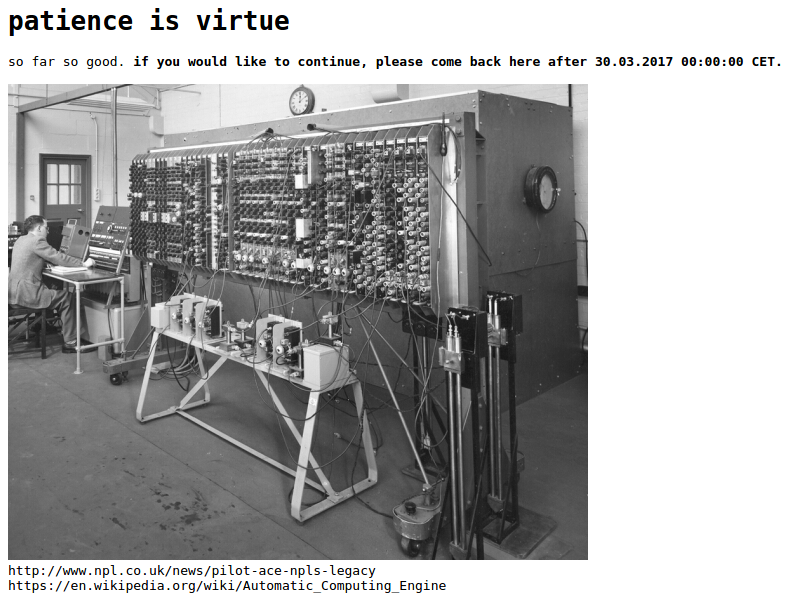 patience is virtue
so far so good. if you would like to continue, please come back here after 30.03.2017 00:00:00 CET.
http://www.npl.co.uk/news/pilot-ace-npls-legacy
https://en.wikipedia.org/wiki/Automatic_Computing_Engine